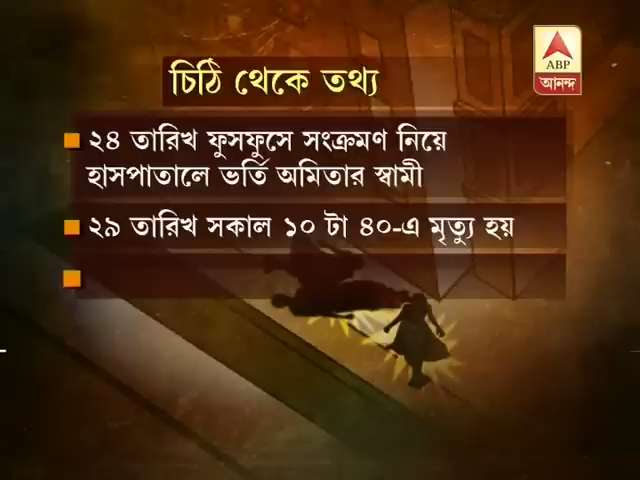 চিঠি থেকে তথ্য
ABP
আনন্দ
২৪ তারিখ ফুসফুসে সংক্রমণ নিয়ে
হাসপাতালে ভর্তি অমিতার স্বামী
২৯ তারিখ সকাল ১০ টা ৪০-এ মৃত্যু হয়